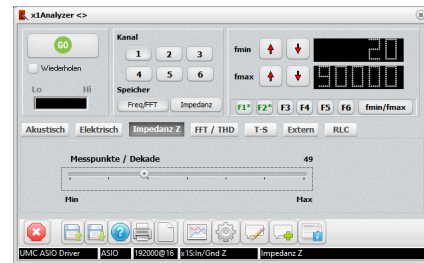 x1Analyzer <>
GO
Wiederholen
Lo Hi
Kanal
1 2 3
4 5 6
Speicher
Freq/FFT Impedanz
fmin 20
fmax 90000
F1* F2* F3 F4 F5 F6 fmin/fmax
Akustisch Elektrisch Impedanz Z FFT / THD T-S Extern RLC
Messpunkte / Dekade 49
Min Max
UMC ASIO Driver ASIO 192000@16 x1S:In/Gnd Z Impedanz Z